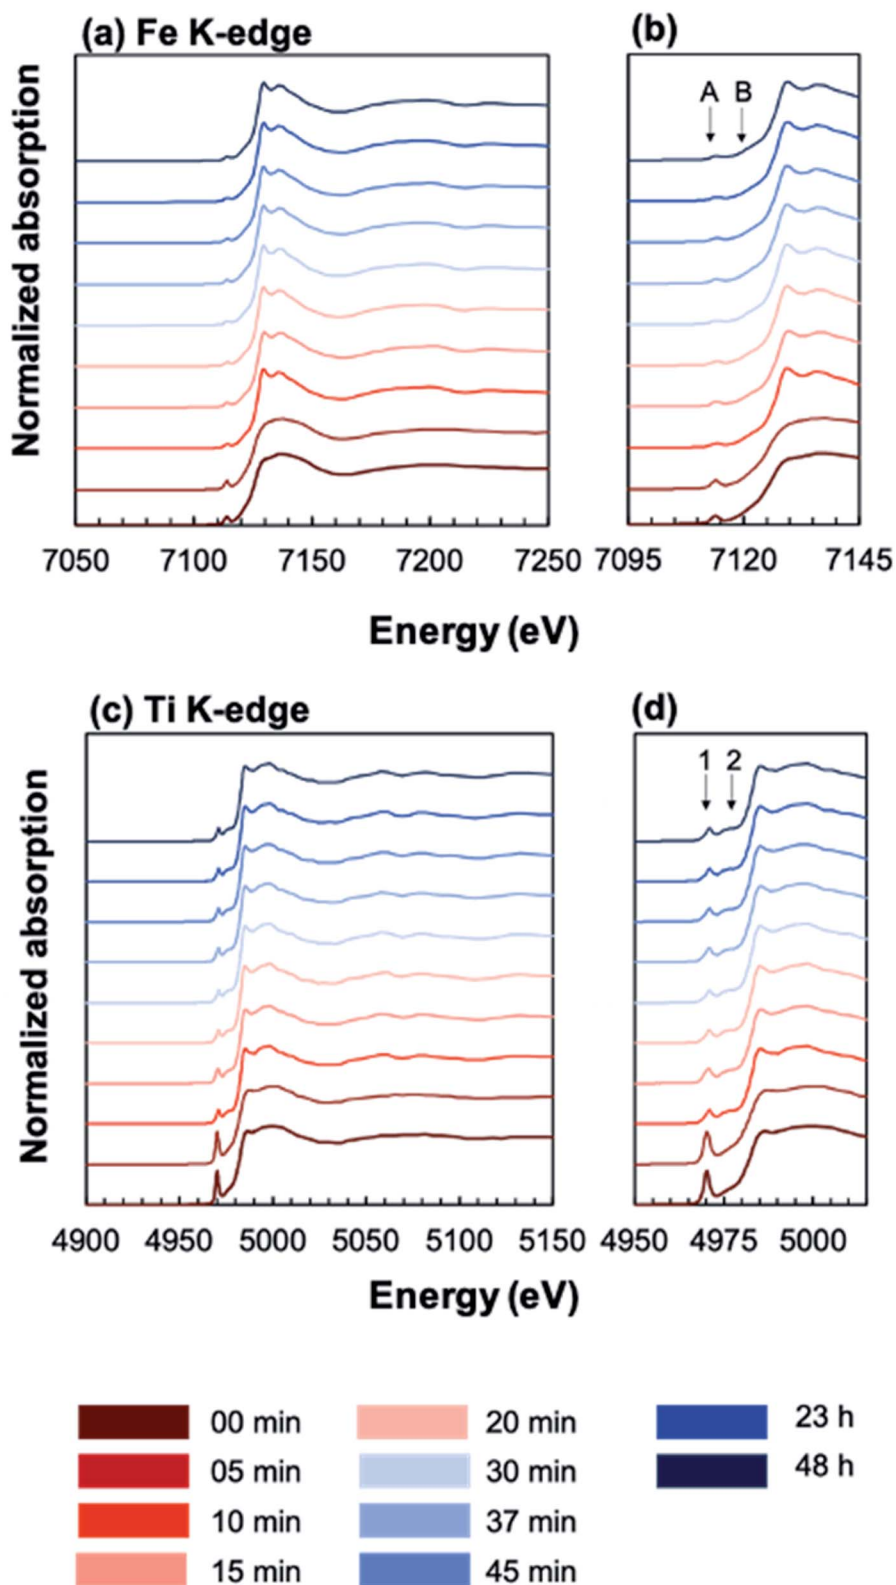 (a) Fe K-edge
(b)
Normalized absorption
A B
7050 7100 7150 7200 7250 7095 7120 7145
Energy (eV)
(c) Ti K-edge
(d)
Normalized absorption
1 2
4900 4950 5000 5050 5100 5150 4950 4975 5000
Energy (eV)
00 min
05 min
10 min
15 min
20 min
30 min
37 min
45 min
23 h
48 h